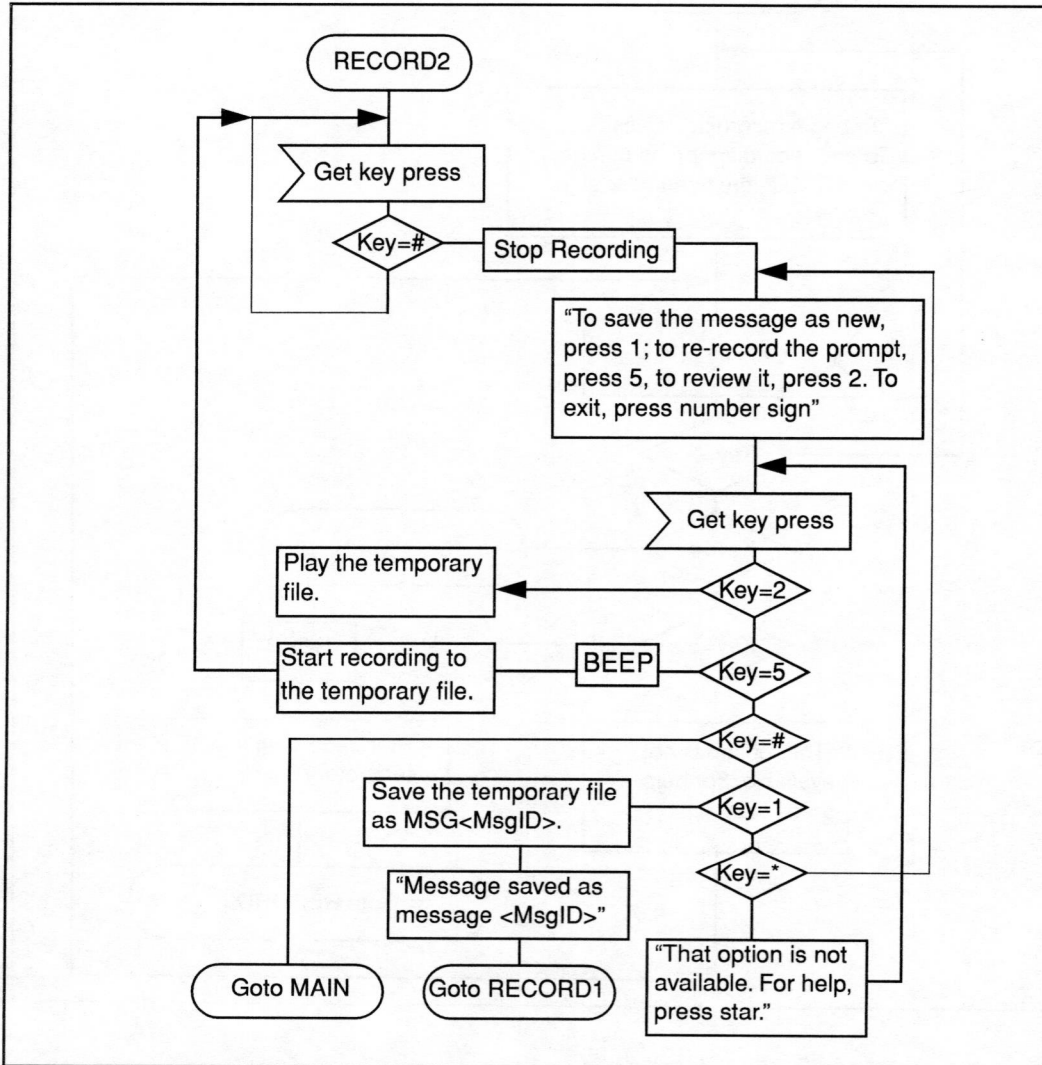 RECORD2
Get key press
Key=#
Stop Recording
“To save the message as new,
press 1; to re-record the prompt,
press 5, to review it, press 2. To
exit, press number sign”
Get key press
Play the temporary
file.
Key=2
Start recording to
the temporary file.
BEEP
Key=5
Key=#
Save the temporary file
as MSG<MsgID>.
Key=1
Key=*
“Message saved as
message <MsgID>”
“That option is not
available. For help,
press star.”
Goto MAIN
Goto RECORD1